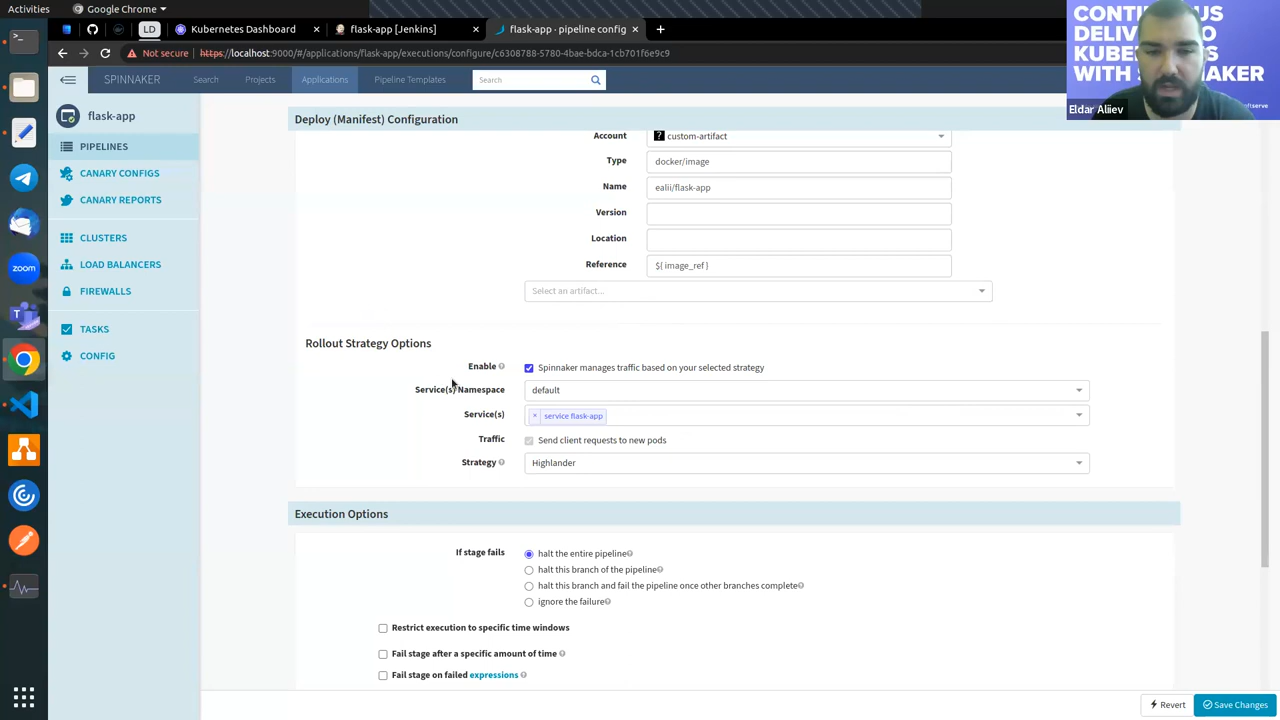 Activities
Google Chrome
LD
Kubernetes Dashboard
flask-app [Jenkins]
flask-app · pipeline config
Not secure https://localhost:9000/#/applications/flask-app/executions/configure/c6308788-5780-4bae-bdca-1cb701f6e9c9
SPINNAKER
Search
Projects
Applications
Pipeline Templates
Search
flask-app
PIPELINES
CANARY CONFIGS
CANARY REPORTS
CLUSTERS
LOAD BALANCERS
FIREWALLS
TASKS
CONFIG
zoom
Deploy (Manifest) Configuration
Account ? custom-artifact
Type docker/image
Name ealii/flask-app
Version
Location
Reference ${ image_ref }
Select an artifact...
Rollout Strategy Options
Enable Spinnaker manages traffic based on your selected strategy
Service(s) Namespace default
Service(s) × service flask-app
Traffic Send client requests to new pods
Strategy Highlander
Execution Options
If stage fails halt the entire pipeline
halt this branch of the pipeline
halt this branch and fail the pipeline once other branches complete
ignore the failure
Restrict execution to specific time windows
Fail stage after a specific amount of time
Fail stage on failed expressions
Revert
Save Changes
Eldar Aliiev